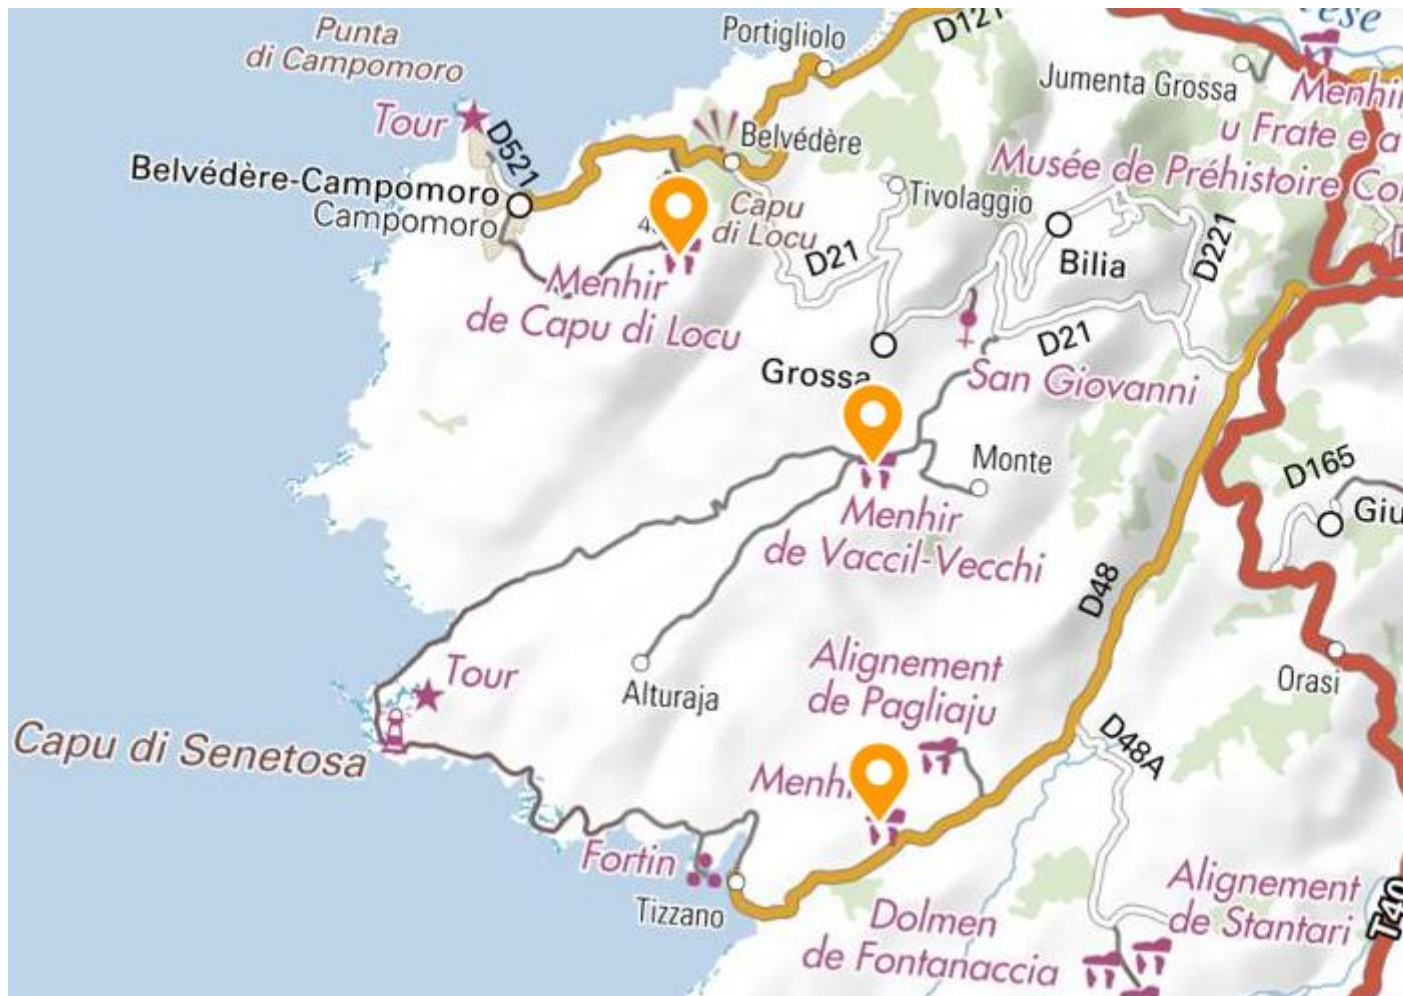 Punta
di Campomoro
Portigliolo
D121
Jumenta Grossa
Menhir
u Frate e a
Tour
D521
Belvédère
Musée de Préhistoire
Belvédère-Campomoro
Campomoro
Capu
di Locu
Tivolaggio
Bilia
D221
D21
Menhir
de Capu di Locu
D21
Grossa
San Giovanni
Monte
D165
Giu
Menhir
de Vaccil-Vecchi
D48
Tour
Alturaja
Alignement
de Pagliaju
Orasi
Capu di Senetosa
D48A
Menh
Fortin
Tizzano
Dolmen
de Fontanaccia
Alignement
de Stantari
T40